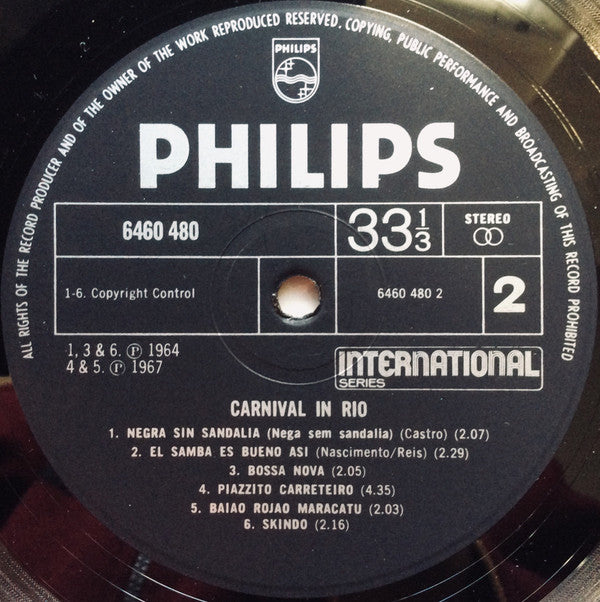 ALL RIGHTS OF THE RECORD PRODUCER AND OF THE OWNER OF THE WORK REPRODUCED RESERVED. COPYING, PUBLIC PERFORMANCE AND BROADCASTING OF THIS RECORD PROHIBITED
PHILIPS
PHILIPS
6460 480
33⅓
STEREO
1-6. Copyright Control
6460 480 2
2
1, 3 & 6. ℗ 1964
4 & 5. ℗ 1967
INTERNATIONAL
SERIES
CARNIVAL IN RIO
1. NEGRA SIN SANDALIA (Nega sem sandalia) (Castro) (2.07)
2. EL SAMBA ES BUENO ASI (Nascimento/Reis) (2.29)
3. BOSSA NOVA (2.05)
4. PIAZZITO CARRETEIRO (4.35)
5. BAIAO ROJAO MARACATU (2.03)
6. SKINDO (2.16)